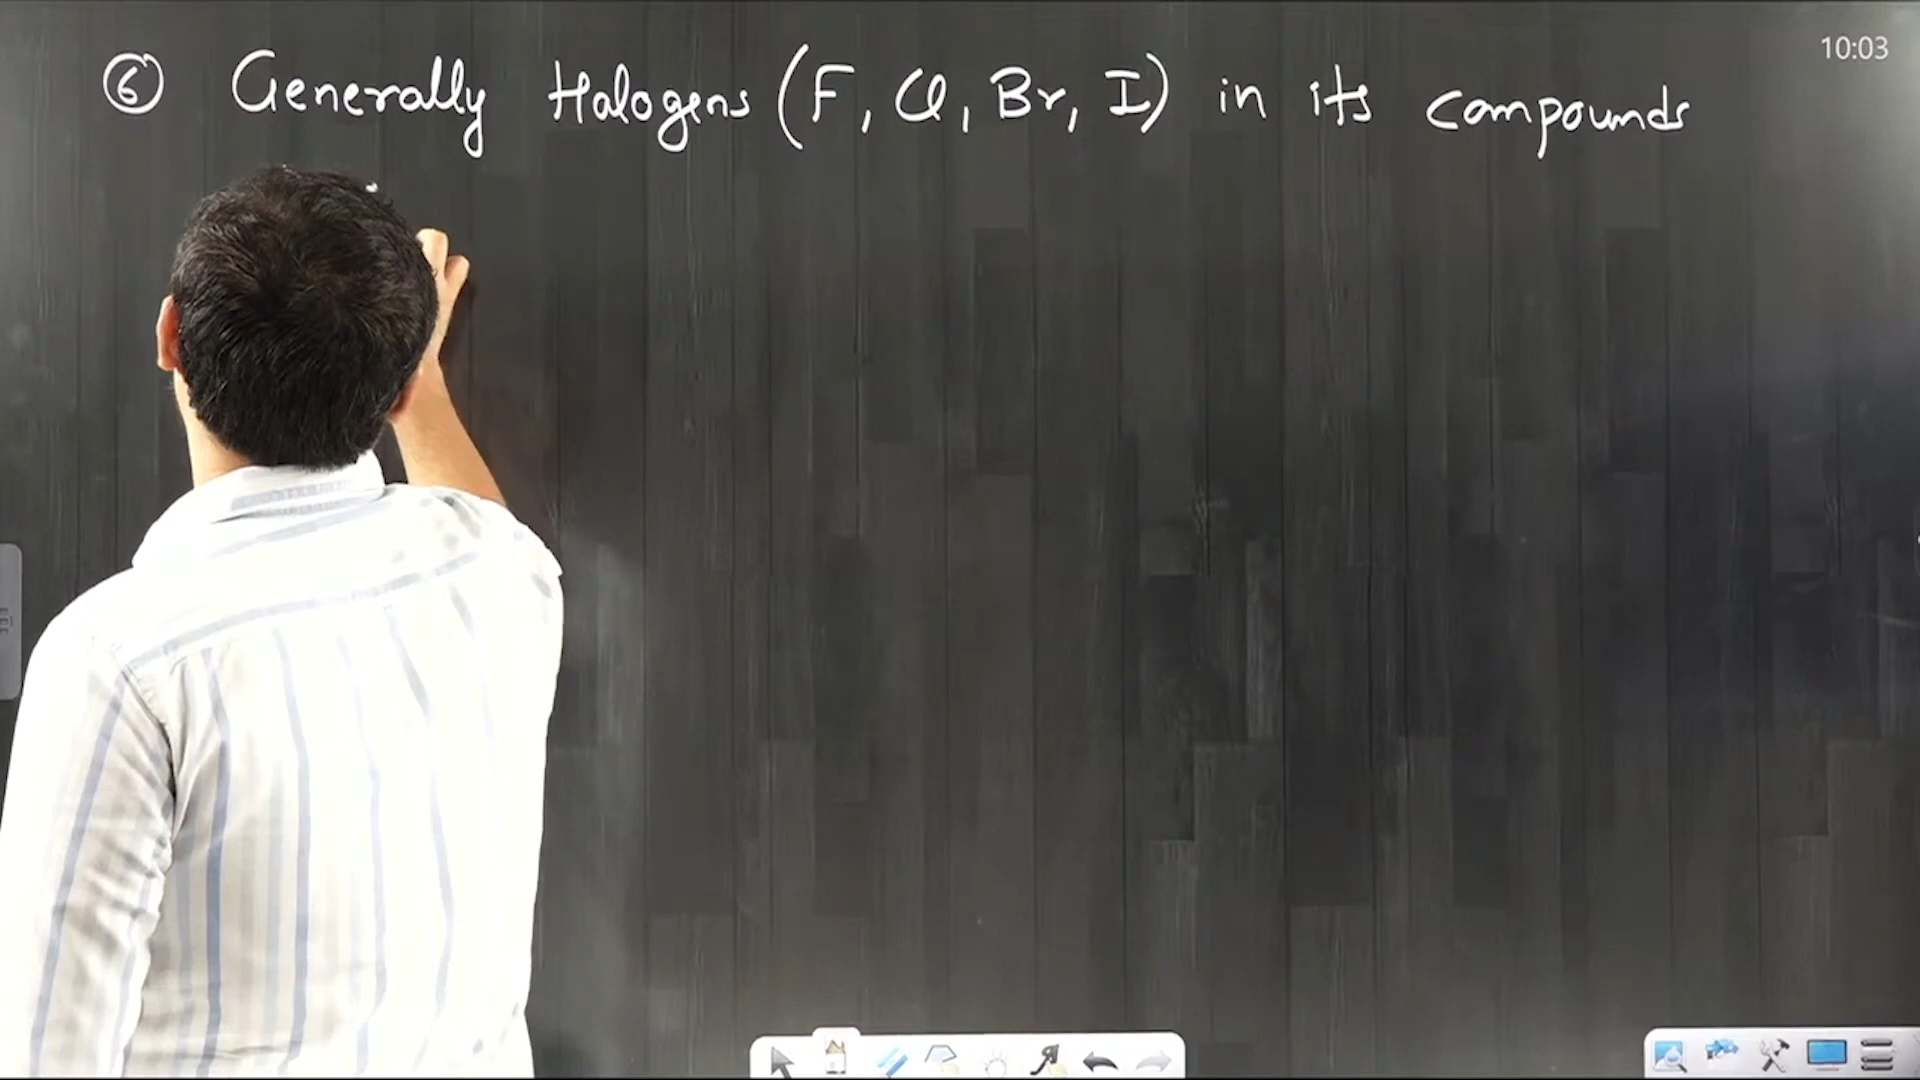 10:03
⑥ Generally Halogens (F, Cl, Br, I) in its compounds